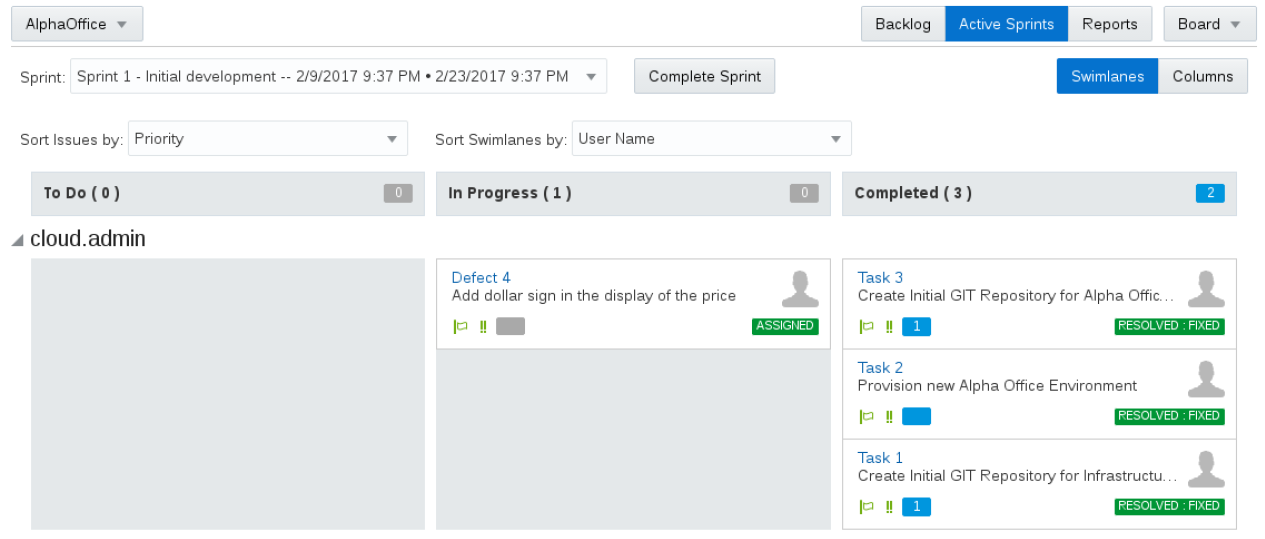 AlphaOffice
Backlog Active Sprints Reports Board
Sprint: Sprint 1 - Initial development -- 2/9/2017 9:37 PM • 2/23/2017 9:37 PM Complete Sprint Swimlanes Columns
Sort Issues by: Priority Sort Swimlanes by: User Name
To Do ( 0 ) 0 In Progress ( 1 ) 0 Completed ( 3 ) 2
cloud.admin
Defect 4
Add dollar sign in the display of the price
ASSIGNED
Task 3
Create Initial GIT Repository for Alpha Offic...
1 RESOLVED : FIXED
Task 2
Provision new Alpha Office Environment
RESOLVED : FIXED
Task 1
Create Initial GIT Repository for Infrastructu...
1 RESOLVED : FIXED